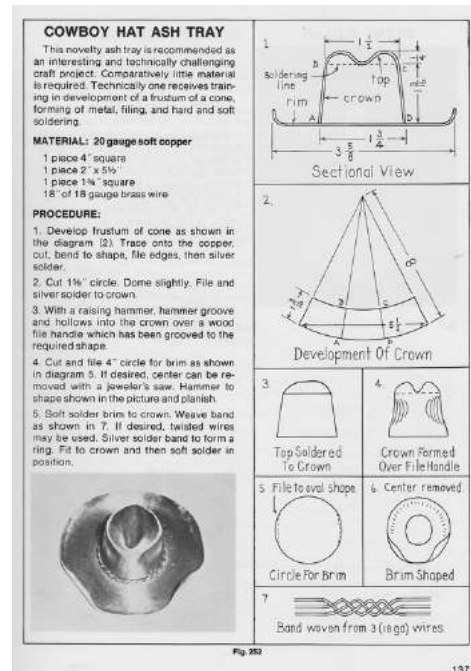 COWBOY HAT ASH TRAY
This novelty ash tray is recommended as
an interesting and technically challenging
craft project. Comparatively little material
is required. Technically one receives train-
ing in development of a frustum of a cone,
forming of metal, filing, and hard and soft
soldering.
MATERIAL: 20 gauge soft copper
1 piece 4" square
1 piece 2" x 5½"
1 piece 1¾" square
18" of 18 gauge brass wire
PROCEDURE:
1. Develop frustum of cone as shown in
the diagram (2). Trace onto the copper,
cut, bend to shape, file edges, then silver
solder.
2. Cut circle. Dome slightly. File and
silver solder to crown.
3. With a raising hammer, hammer groove
and hollows into the crown over a wood
file handle which has been grooved to the
required shape.
4. Cut and file 4" circle for brim as shown
in diagram 5. If desired, center can be re-
moved with a jeweler's saw. Hammer to
shape shown in the picture and planish.
5. Soft solder brim to crown. Weave band
as shown in 7. If desired, twisted wires
may be used. Silver solder band to form a
ring. Fit to crown and then soft solder in
position.
1.
1 1/2
B
C
Soldering
line
top
rim
crown
A
D
1 3/4
3 5/8
Sectional View
2.
8
B
C
A
D
5 1/2
Development Of Crown
3.
Top Soldered
To Crown
4.
Crown Formed
Over File Handle
5 File to oval shape
Circle For Brim
6. Center removed
Brim Shaped
7
Band woven from 3 (18 ga) wires.
Fig. 252
137